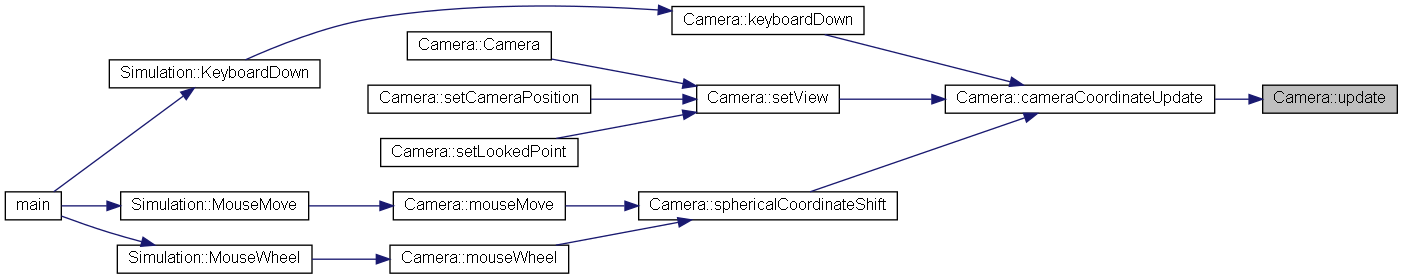 Camera::keyboardDown
Camera::Camera
Simulation::KeyboardDown
Camera::setCameraPosition
Camera::setView
Camera::cameraCoordinateUpdate
Camera::update
Camera::setLookedPoint
main
Simulation::MouseMove
Camera::mouseMove
Camera::sphericalCoordinateShift
Simulation::MouseWheel
Camera::mouseWheel